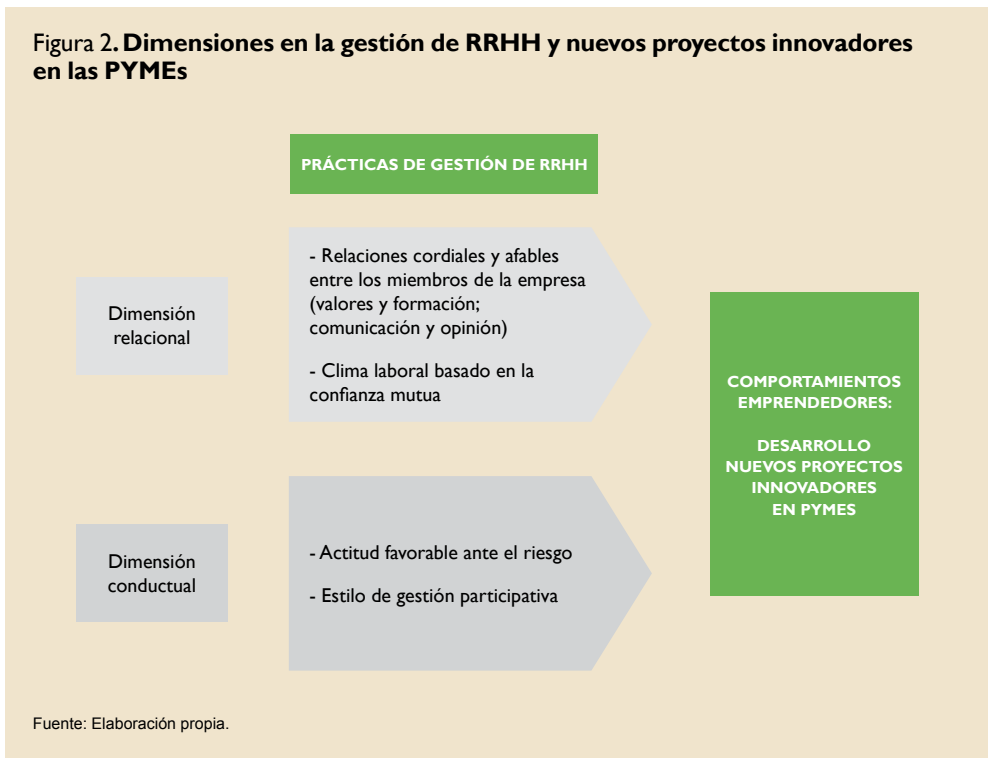 Figura 2. Dimensiones en la gestión de RRHH y nuevos proyectos innovadores
en las PYMEs
PRÁCTICAS DE GESTIÓN DE RRHH
Dimensión
relacional
- Relaciones cordiales y afables
entre los miembros de la empresa
(valores y formación;
comunicación y opinión)
- Clima laboral basado en la
confianza mutua
Dimensión
conductual
- Actitud favorable ante el riesgo
- Estilo de gestión participativa
COMPORTAMIENTOS
EMPRENDEDORES:
DESARROLLO
NUEVOS PROYECTOS
INNOVADORES
EN PYMES
Fuente: Elaboración propia.